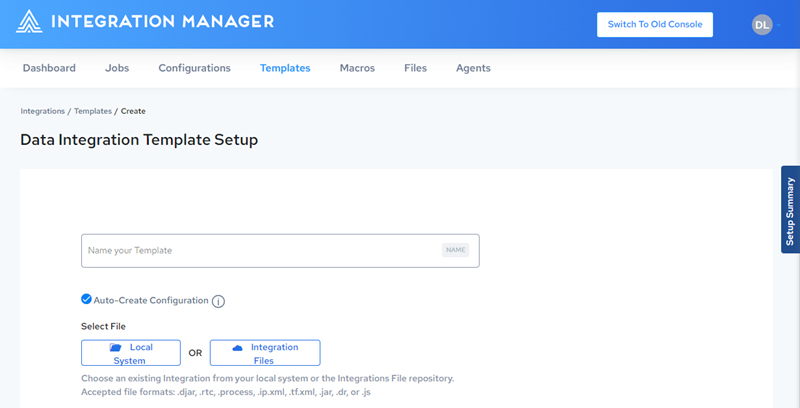 INTEGRATION MANAGER
Switch To Old Console
DL
Dashboard Jobs Configurations Templates Macros Files Agents
Integrations / Templates / Create
Data Integration Template Setup
Setup Summary
Name your Template NAME
Auto-Create Configuration i
Select File
Local
System
OR
Integration
Files
Choose an existing Integration from your local system or the Integrations File repository.
Accepted file formats: .djar, .rtc, .process, .ip.xml, .tf.xml, .jar, .dr, or .js